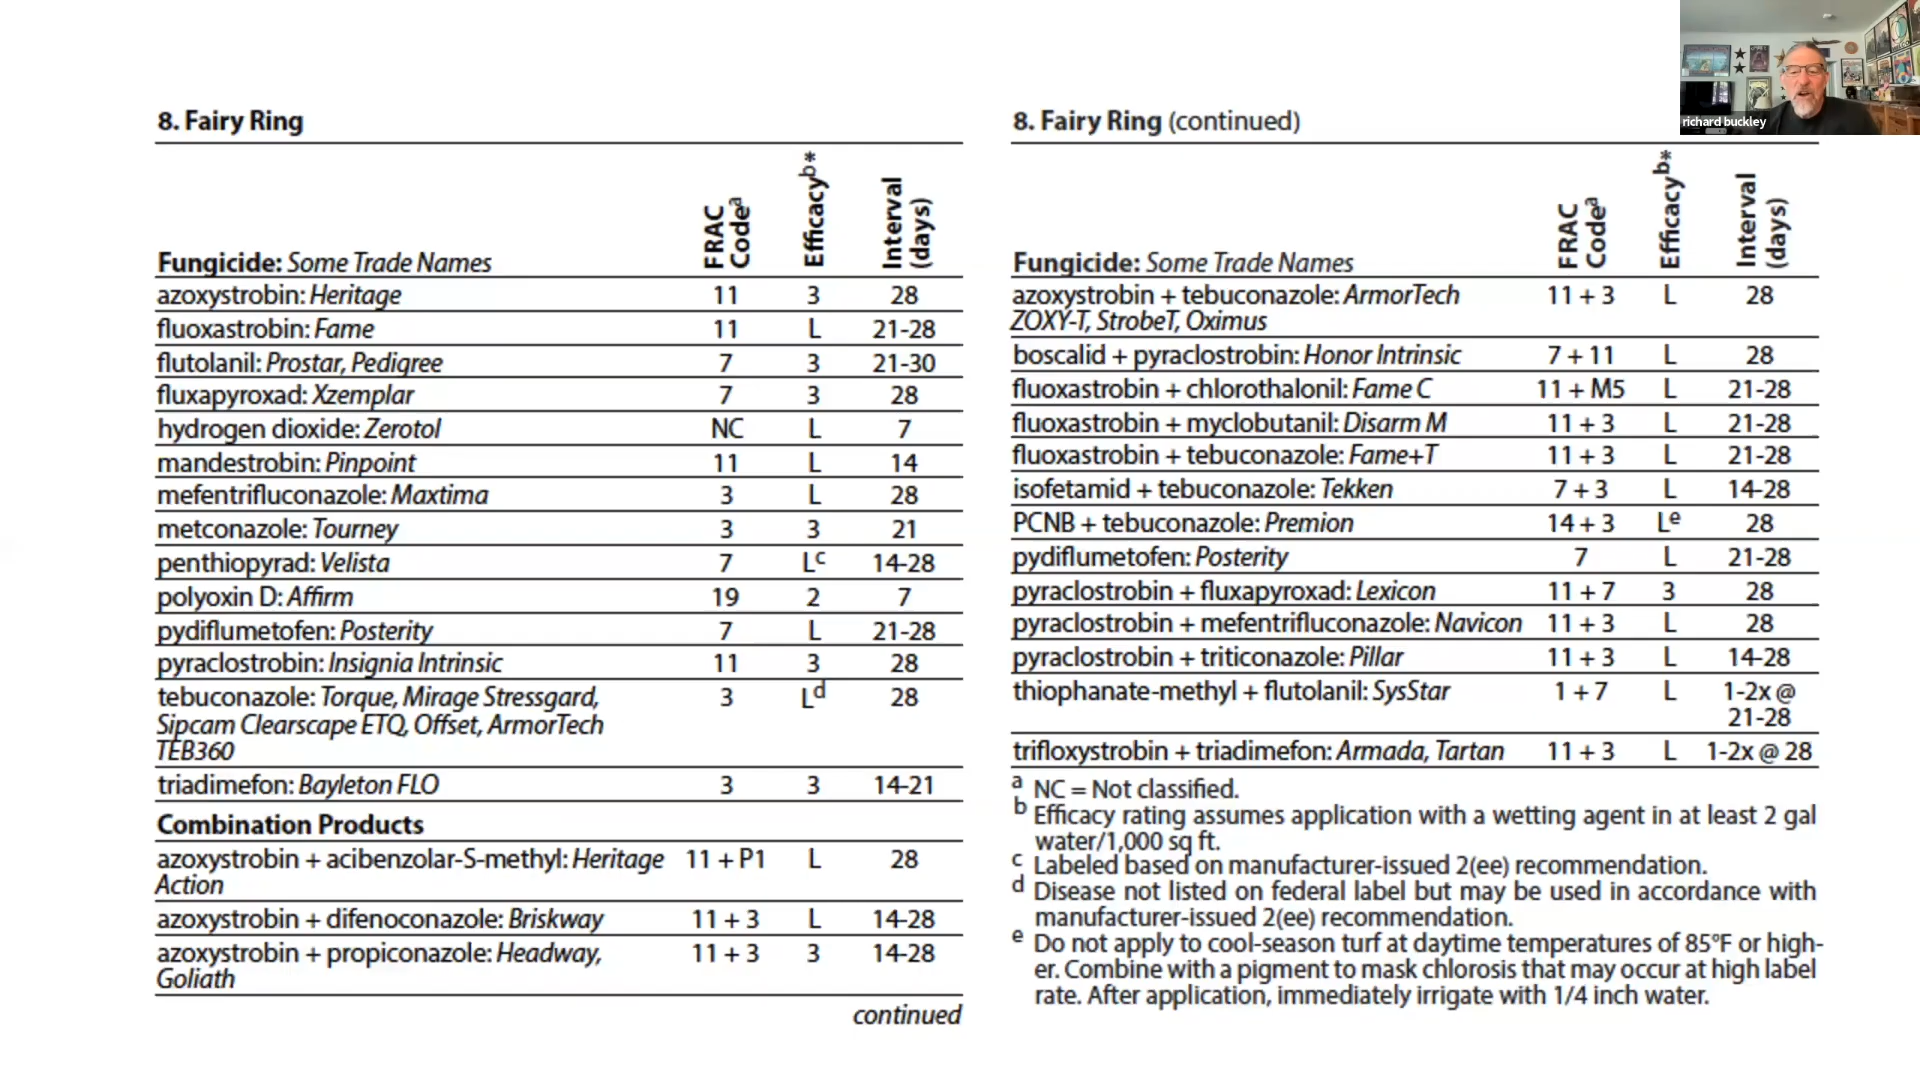 8. Fairy Ring
Fungicide: Some Trade Names FRAC Codeᵃ Efficacyᵇ* Interval (days)
azoxystrobin: Heritage 11 3 28
fluoxastrobin: Fame 11 L 21-28
flutolanil: Prostar, Pedigree 7 3 21-30
fluxapyroxad: Xzemplar 7 3 28
hydrogen dioxide: Zerotol NC L 7
mandestrobin: Pinpoint 11 L 14
mefentrifluconazole: Maxtima 3 L 28
metconazole: Tourney 3 3 21
penthiopyrad: Velista 7 Lᶜ 14-28
polyoxin D: Affirm 19 2 7
pydiflumetofen: Posterity 7 L 21-28
pyraclostrobin: Insignia Intrinsic 11 3 28
tebuconazole: Torque, Mirage Stressgard, 3 Lᵈ 28
Sipcam Clearscape ETQ, Offset, ArmorTech
TEB360
triadimefon: Bayleton FLO 3 3 14-21
Combination Products
azoxystrobin + acibenzolar-S-methyl: Heritage 11 + P1 L 28
Action
azoxystrobin + difenoconazole: Briskway 11 + 3 L 14-28
azoxystrobin + propiconazole: Headway, 11 + 3 3 14-28
Goliath
continued
8. Fairy Ring (continued)
Fungicide: Some Trade Names FRAC Codeᵃ Efficacyᵇ* Interval (days)
azoxystrobin + tebuconazole: ArmorTech 11 + 3 L 28
ZOXY-T, StrobeT, Oximus
boscalid + pyraclostrobin: Honor Intrinsic 7 + 11 L 28
fluoxastrobin + chlorothalonil: Fame C 11 + M5 L 21-28
fluoxastrobin + myclobutanil: Disarm M 11 + 3 L 21-28
fluoxastrobin + tebuconazole: Fame+T 11 + 3 L 21-28
isofetamid + tebuconazole: Tekken 7 + 3 L 14-28
PCNB + tebuconazole: Premion 14 + 3 Lᵉ 28
pydiflumetofen: Posterity 7 L 21-28
pyraclostrobin + fluxapyroxad: Lexicon 11 + 7 3 28
pyraclostrobin + mefentrifluconazole: Navicon 11 + 3 L 28
pyraclostrobin + triticonazole: Pillar 11 + 3 L 14-28
thiophanate-methyl + flutolanil: SysStar 1 + 7 L 1-2x @
21-28
trifloxystrobin + triadimefon: Armada, Tartan 11 + 3 L 1-2x @ 28
ᵃ NC = Not classified.
ᵇ Efficacy rating assumes application with a wetting agent in at least 2 gal
water/1,000 sq ft.
ᶜ Labeled based on manufacturer-issued 2(ee) recommendation.
ᵈ Disease not listed on federal label but may be used in accordance with
manufacturer-issued 2(ee) recommendation.
ᵉ Do not apply to cool-season turf at daytime temperatures of 85°F or high-
er. Combine with a pigment to mask chlorosis that may occur at high label
rate. After application, immediately irrigate with 1/4 inch water.
richard buckley